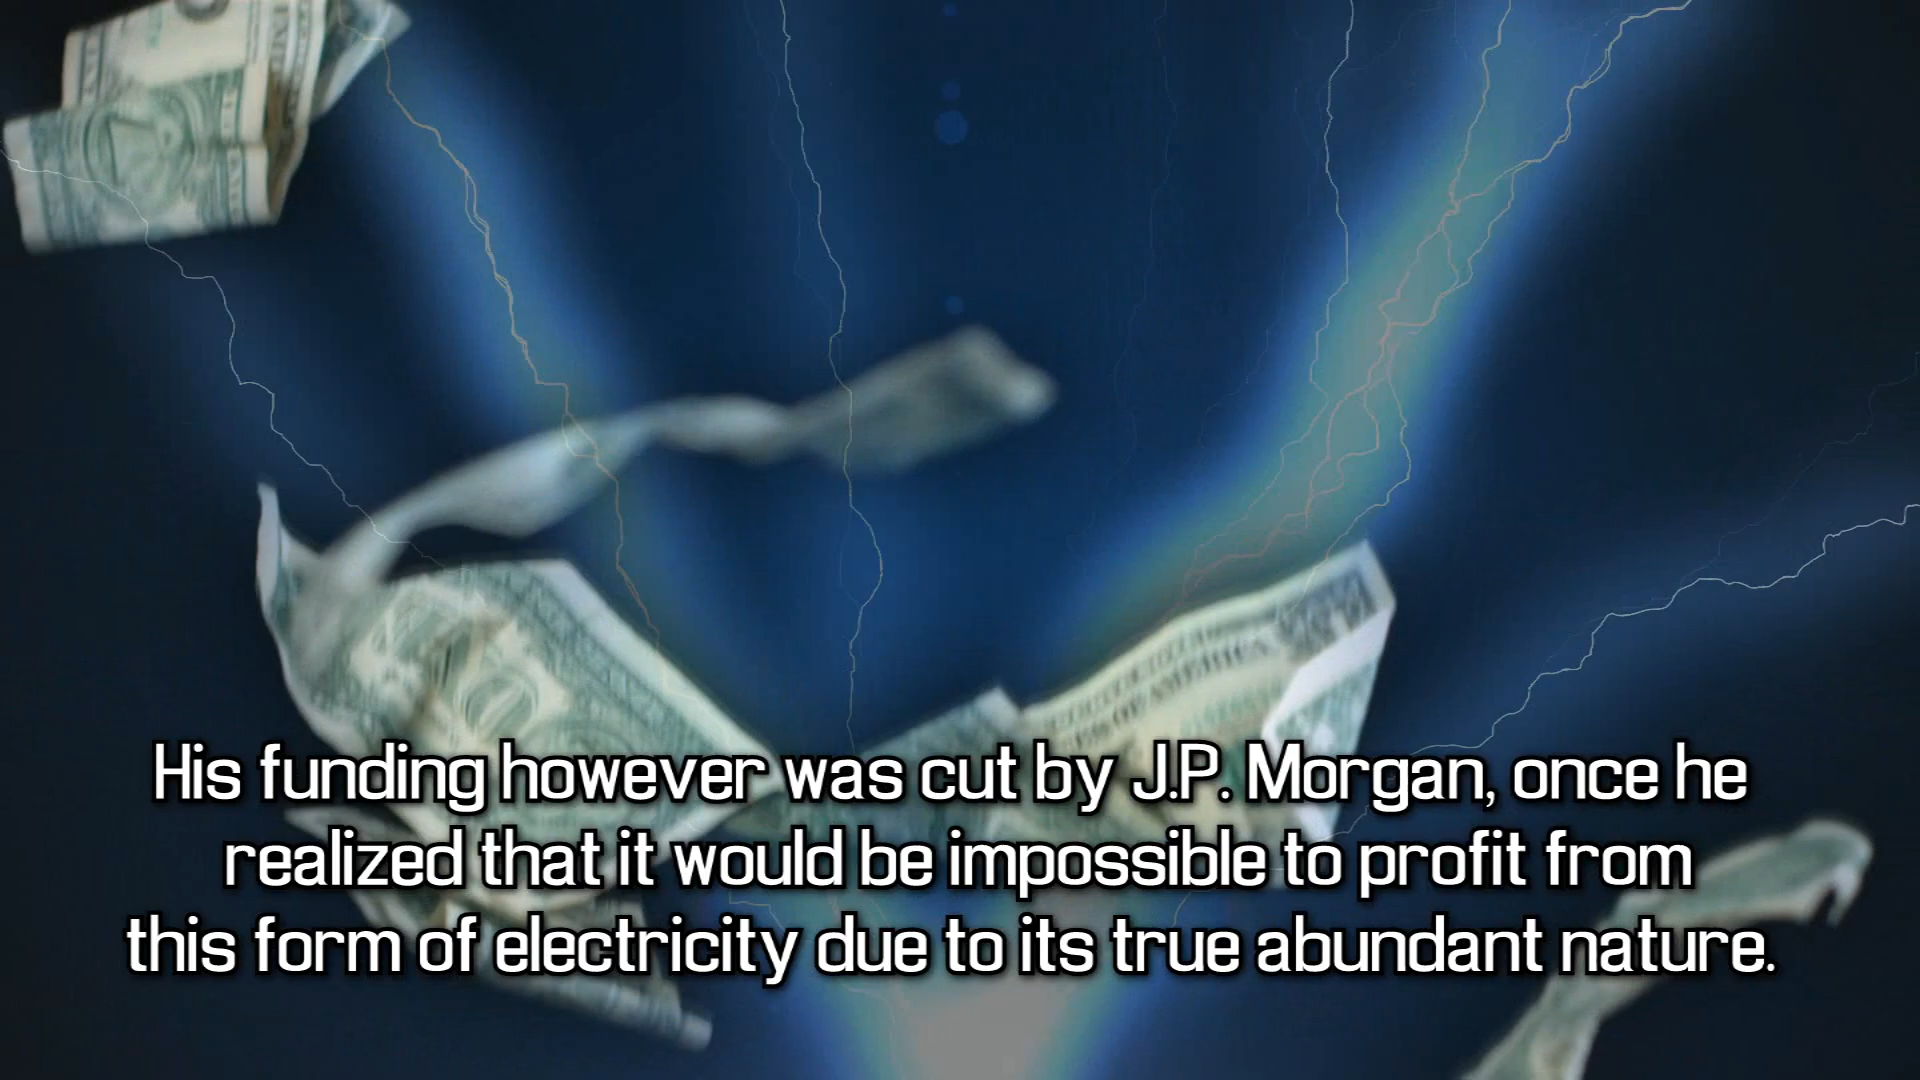 His funding however was cut by J.P. Morgan, once he
realized that it would be impossible to profit from
this form of electricity due to its true abundant nature.